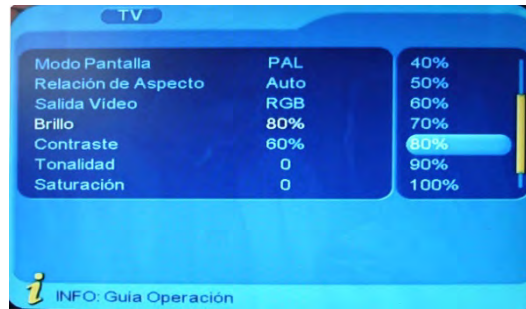 TV
Modo Pantalla PAL 40%
Relación de Aspecto Auto 50%
Salida Vídeo RGB 60%
Brillo 80% 70%
Contraste 60% 80%
Tonalidad 0 90%
Saturación 0 100%
i INFO: Guía Operación